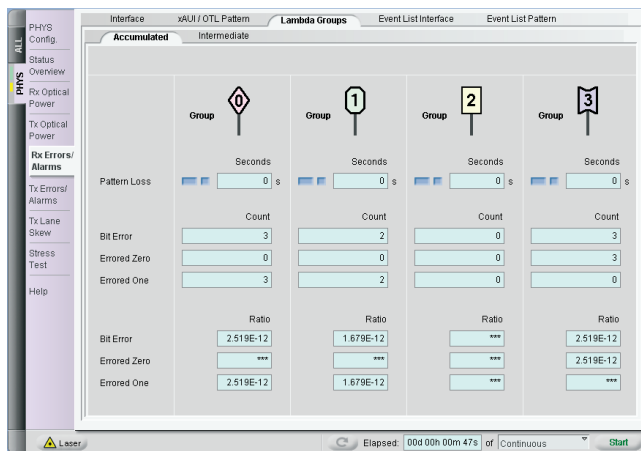 Interface xAUI / OTL Pattern Lambda Groups Event List Interface Event List Pattern
Accumulated Intermediate
ALL
PHYS
PHYS
Config.
Status
Overview
Rx Optical
Power
Tx Optical
Power
Rx Errors/
Alarms
Tx Errors/
Alarms
Tx Lane
Skew
Stress
Test
Help
Group 0 Group 1 Group 2 Group 3
Seconds Seconds Seconds Seconds
Pattern Loss 0 s 0 s 0 s 0 s
Count Count Count Count
Bit Error 3 2 0 3
Errored Zero 0 0 0 3
Errored One 3 2 0 0
Ratio Ratio Ratio Ratio
Bit Error 2.519E-12 1.679E-12 *** 2.519E-12
Errored Zero *** *** *** 2.519E-12
Errored One 2.519E-12 1.679E-12 *** ***
Laser Elapsed: 00d 00h 00m 47s of Continuous Start